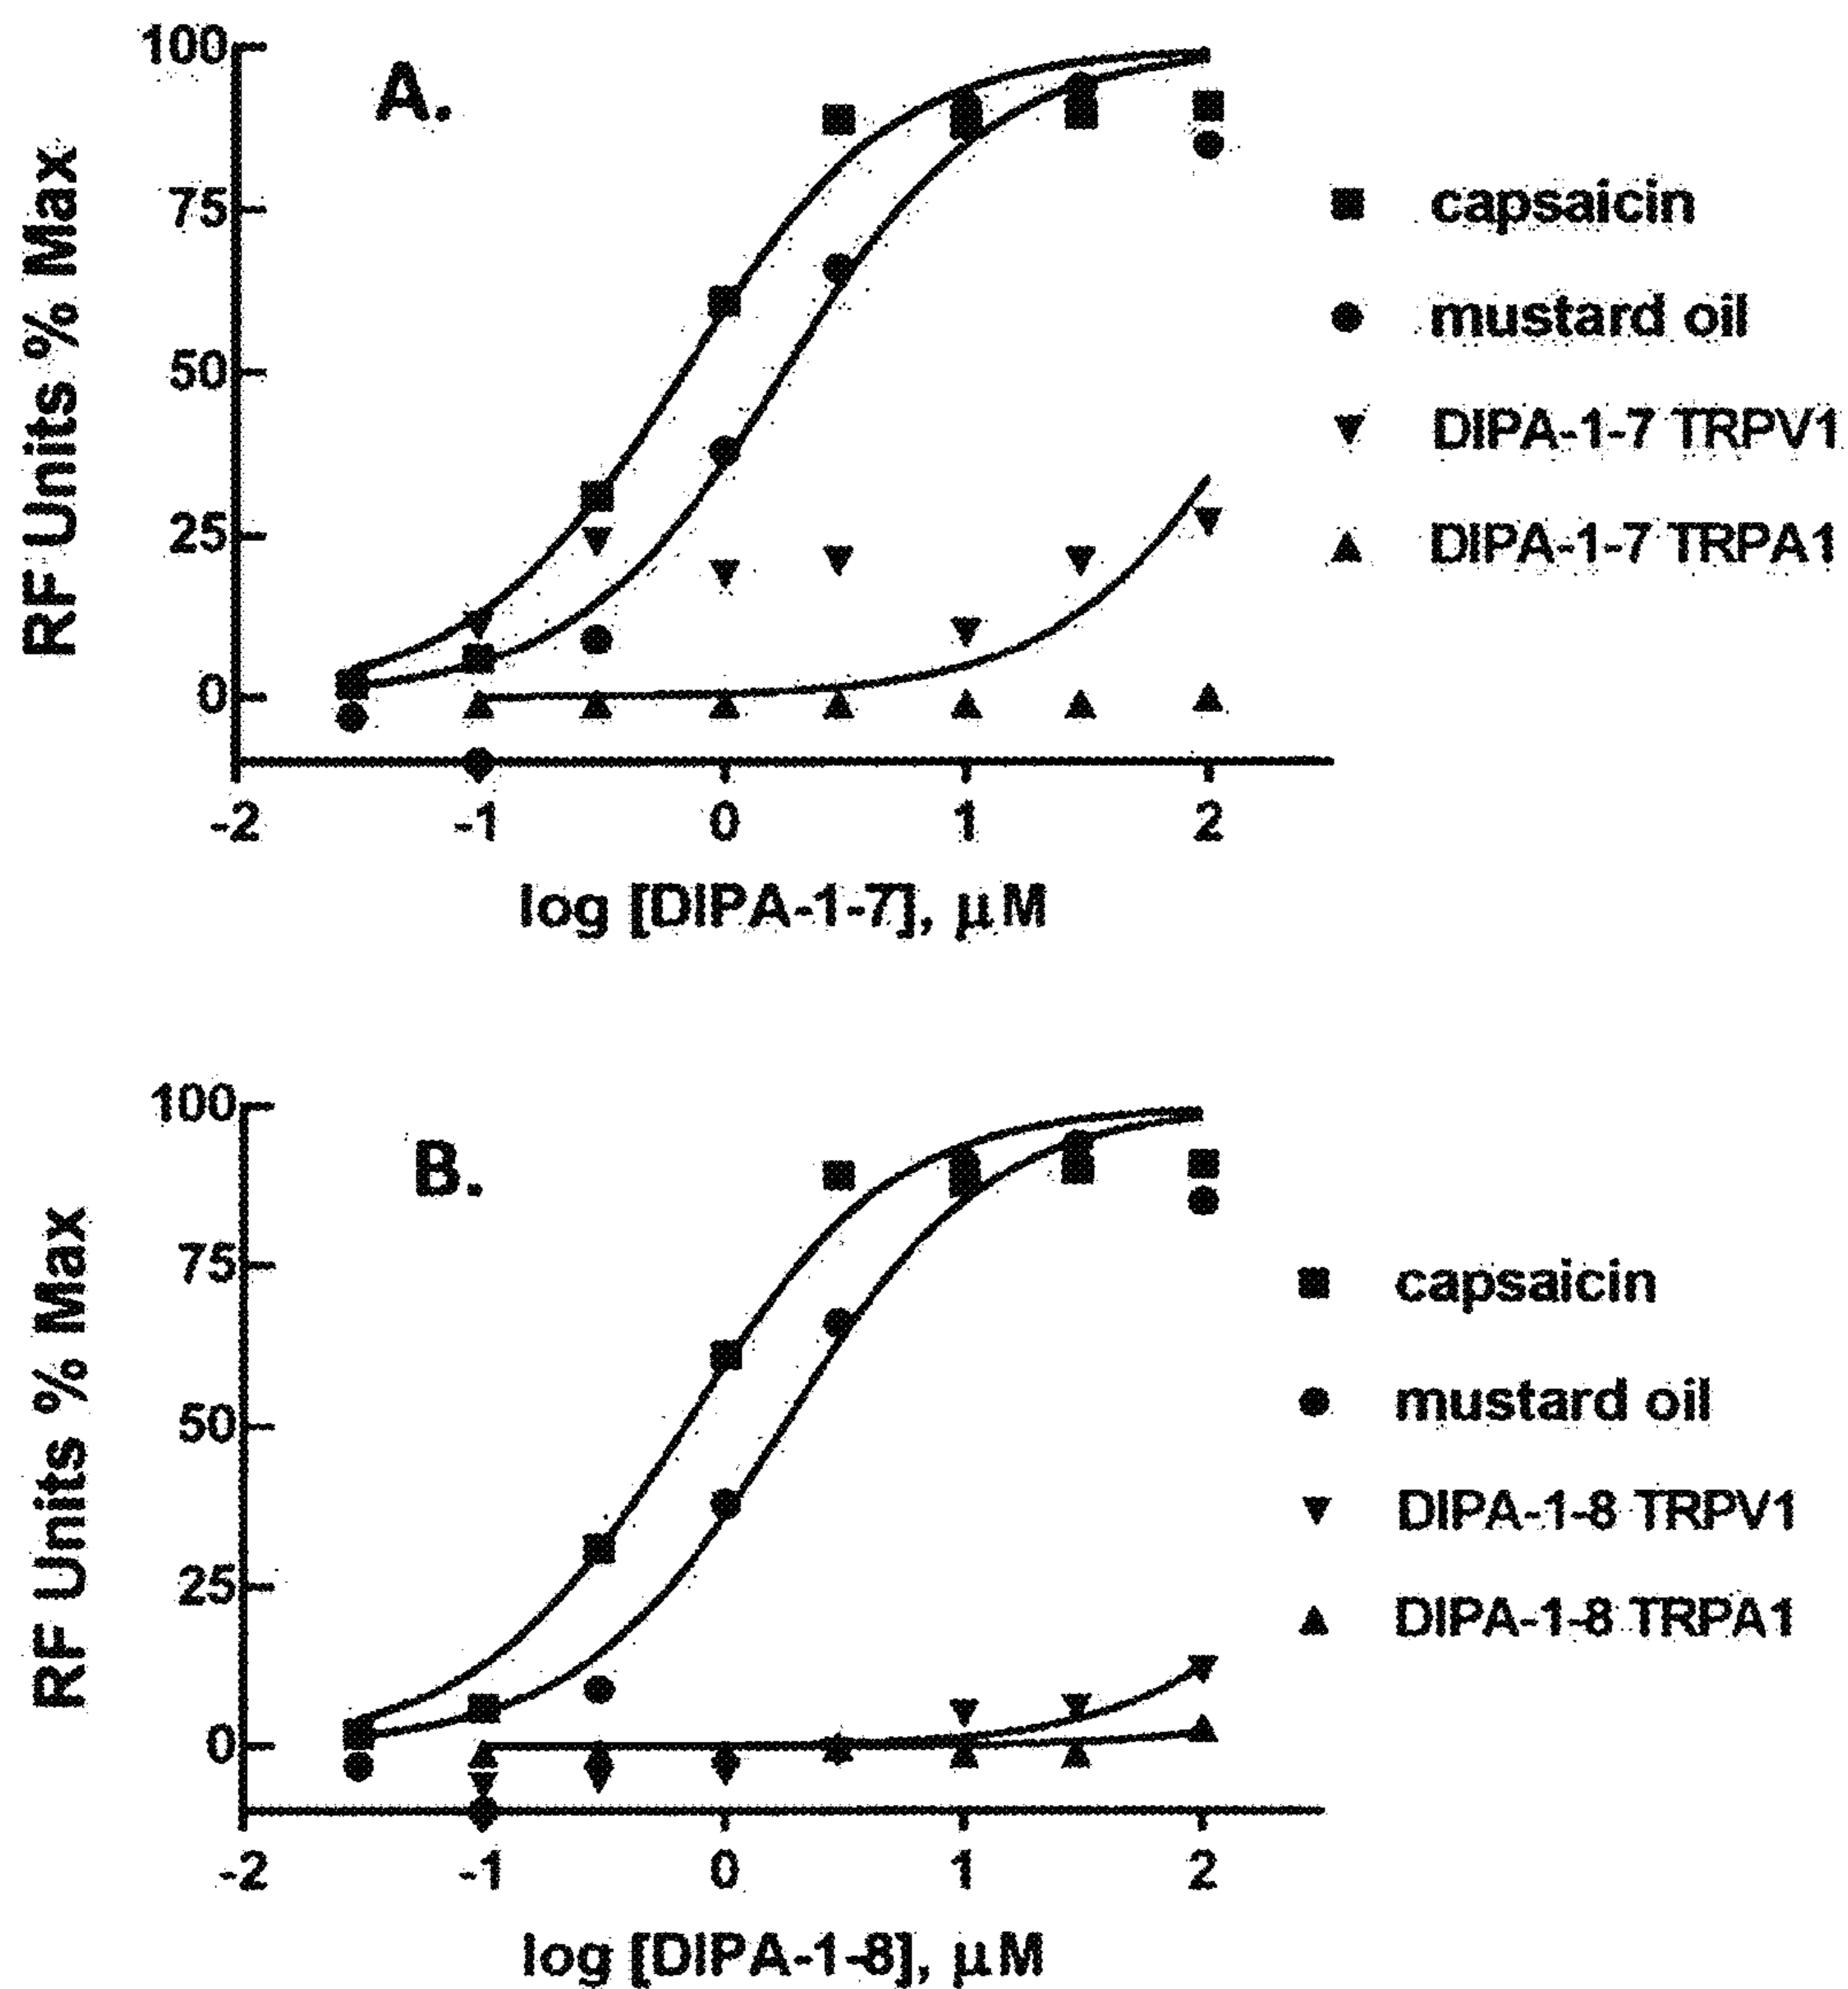 A.
RF Units % Max
100
75
50
25
0
-2 -1 0 1 2
log [DIPA-1-7], μM
capsaicin
mustard oil
DIPA-1-7 TRPV1
DIPA-1-7 TRPA1
B.
RF Units % Max
100
75
50
25
0
-2 -1 0 1 2
log [DIPA-1-8], μM
capsaicin
mustard oil
DIPA-1-8 TRPV1
DIPA-1-8 TRPA1